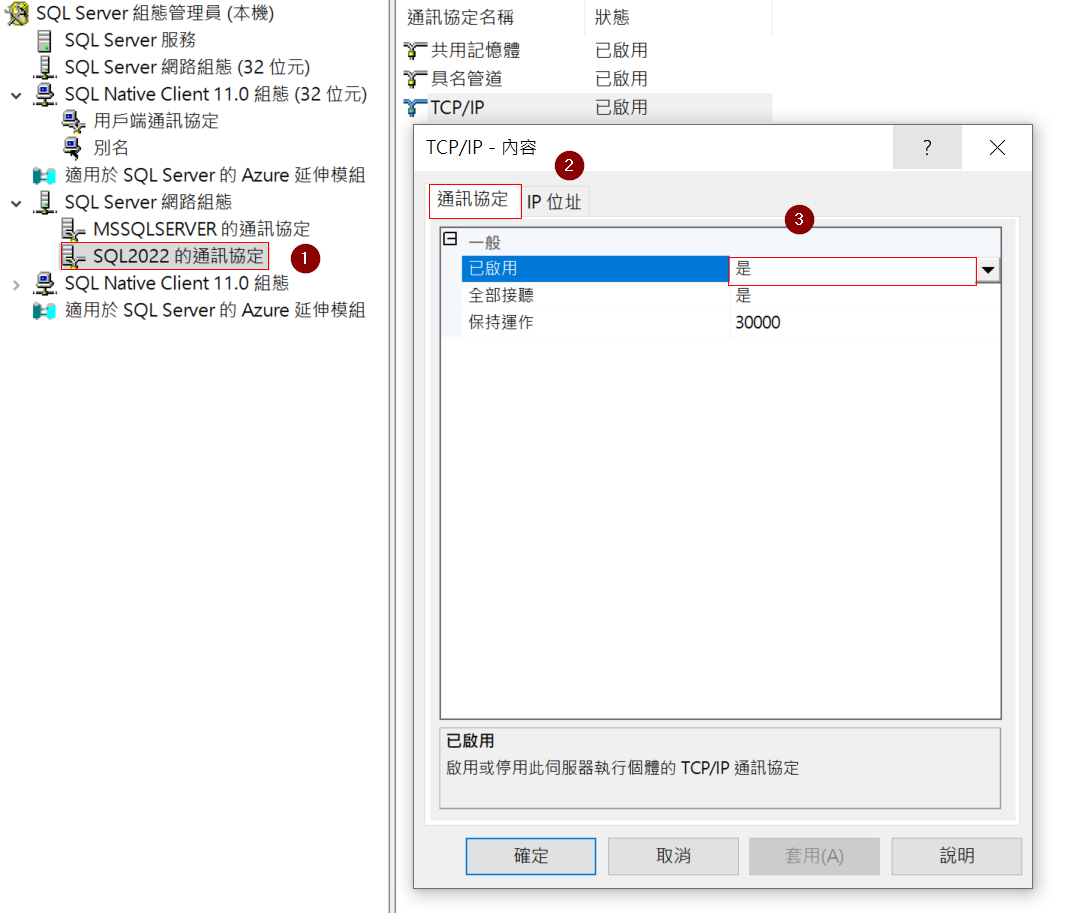 SQL Server 組態管理員 (本機)
SQL Server 服務
SQL Server 網路組態 (32 位元)
SQL Native Client 11.0 組態 (32 位元)
用戶端通訊協定
別名
適用於 SQL Server 的 Azure 延伸模組
SQL Server 網路組態
MSSQLSERVER 的通訊協定
SQL2022 的通訊協定
1
SQL Native Client 11.0 組態
適用於 SQL Server 的 Azure 延伸模組
通訊協定名稱 狀態
共用記憶體 已啟用
具名管道 已啟用
TCP/IP 已啟用
TCP/IP - 內容 ?
2
通訊協定 IP 位址
3
一般
已啟用 是
全部接聽 是
保持運作 30000
已啟用
啟用或停用此伺服器執行個體的 TCP/IP 通訊協定
確定 取消 套用(A) 說明